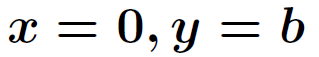 x = 0, y = b